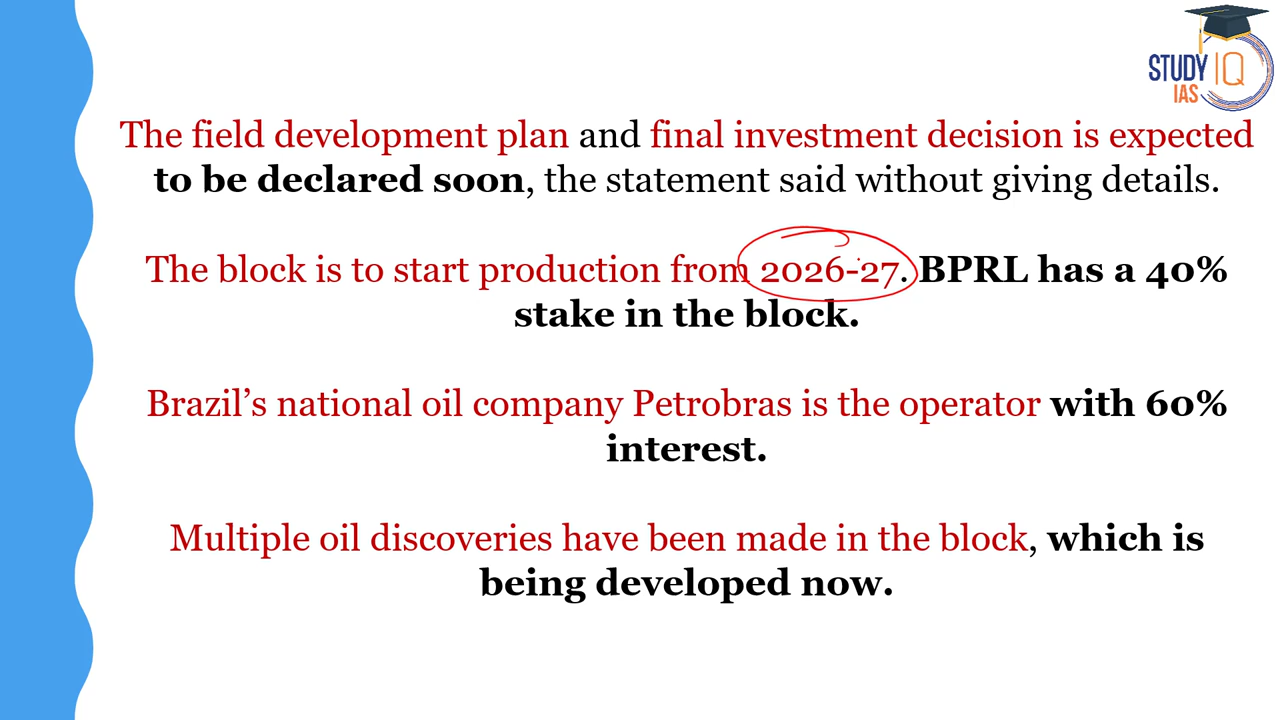 STUDY IQ
IAS
The field development plan and final investment decision is expected
to be declared soon, the statement said without giving details.
The block is to start production from 2026-27. BPRL has a 40%
stake in the block.
Brazil’s national oil company Petrobras is the operator with 60%
interest.
Multiple oil discoveries have been made in the block, which is
being developed now.